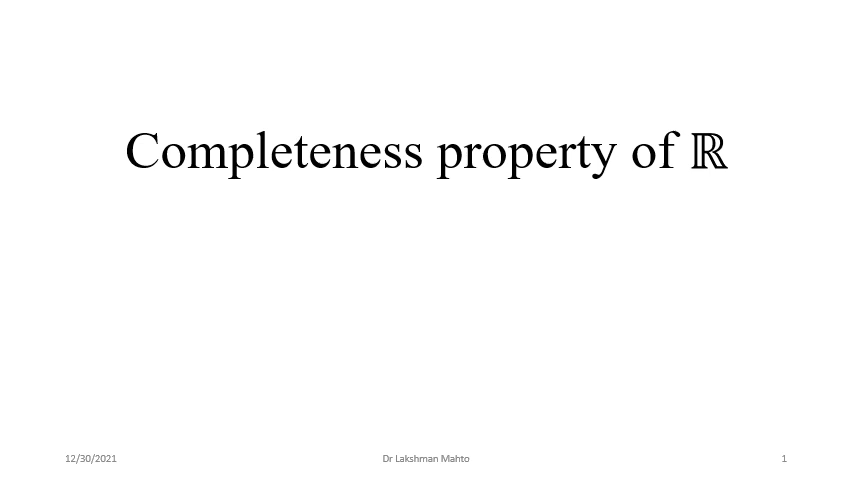 Completeness property of ℝ
12/30/2021
Dr Lakshman Mahto
1